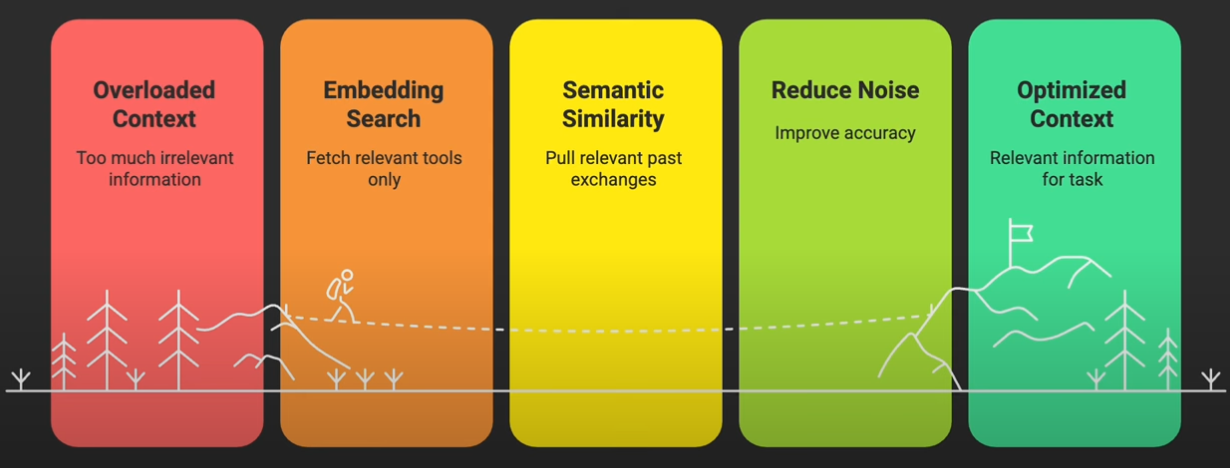 Overloaded
Context
Too much irrelevant
information
Embedding
Search
Fetch relevant tools
only
Semantic
Similarity
Pull relevant past
exchanges
Reduce Noise
Improve accuracy
Optimized
Context
Relevant information
for task